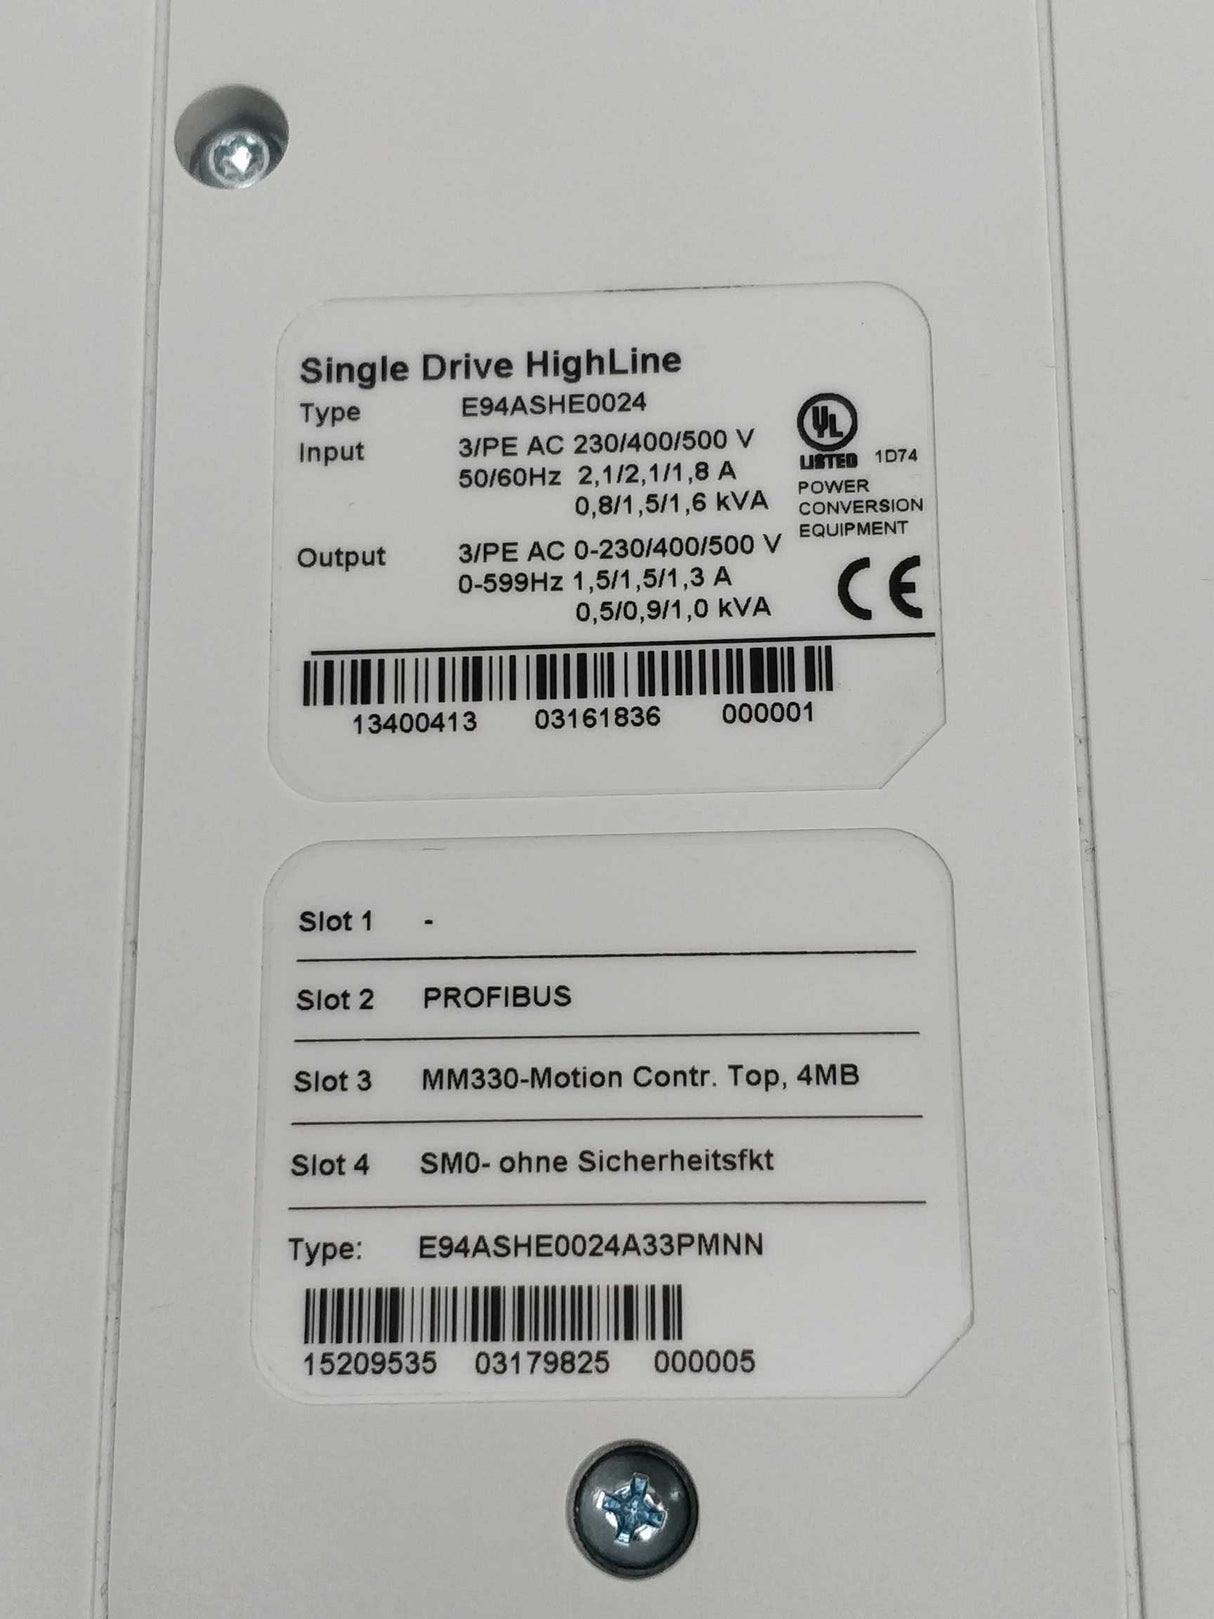 Single Drive HighLine
Type E94ASHE0024
Input 3/PE AC 230/400/500 V
50/60Hz 2,1/2,1/1,8 A
0,8/1,5/1,6 kVA
Output 3/PE AC 0-230/400/500 V
0-599Hz 1,5/1,5/1,3 A
0,5/0,9/1,0 kVA
UL
LISTED 1D74
POWER
CONVERSION
EQUIPMENT
CE
13400413 03161836 000001
Slot 1 -
Slot 2 PROFIBUS
Slot 3 MM330-Motion Contr. Top, 4MB
Slot 4 SM0- ohne Sicherheitsfkt
Type: E94ASHE0024A33PMNN
15209535 03179825 000005